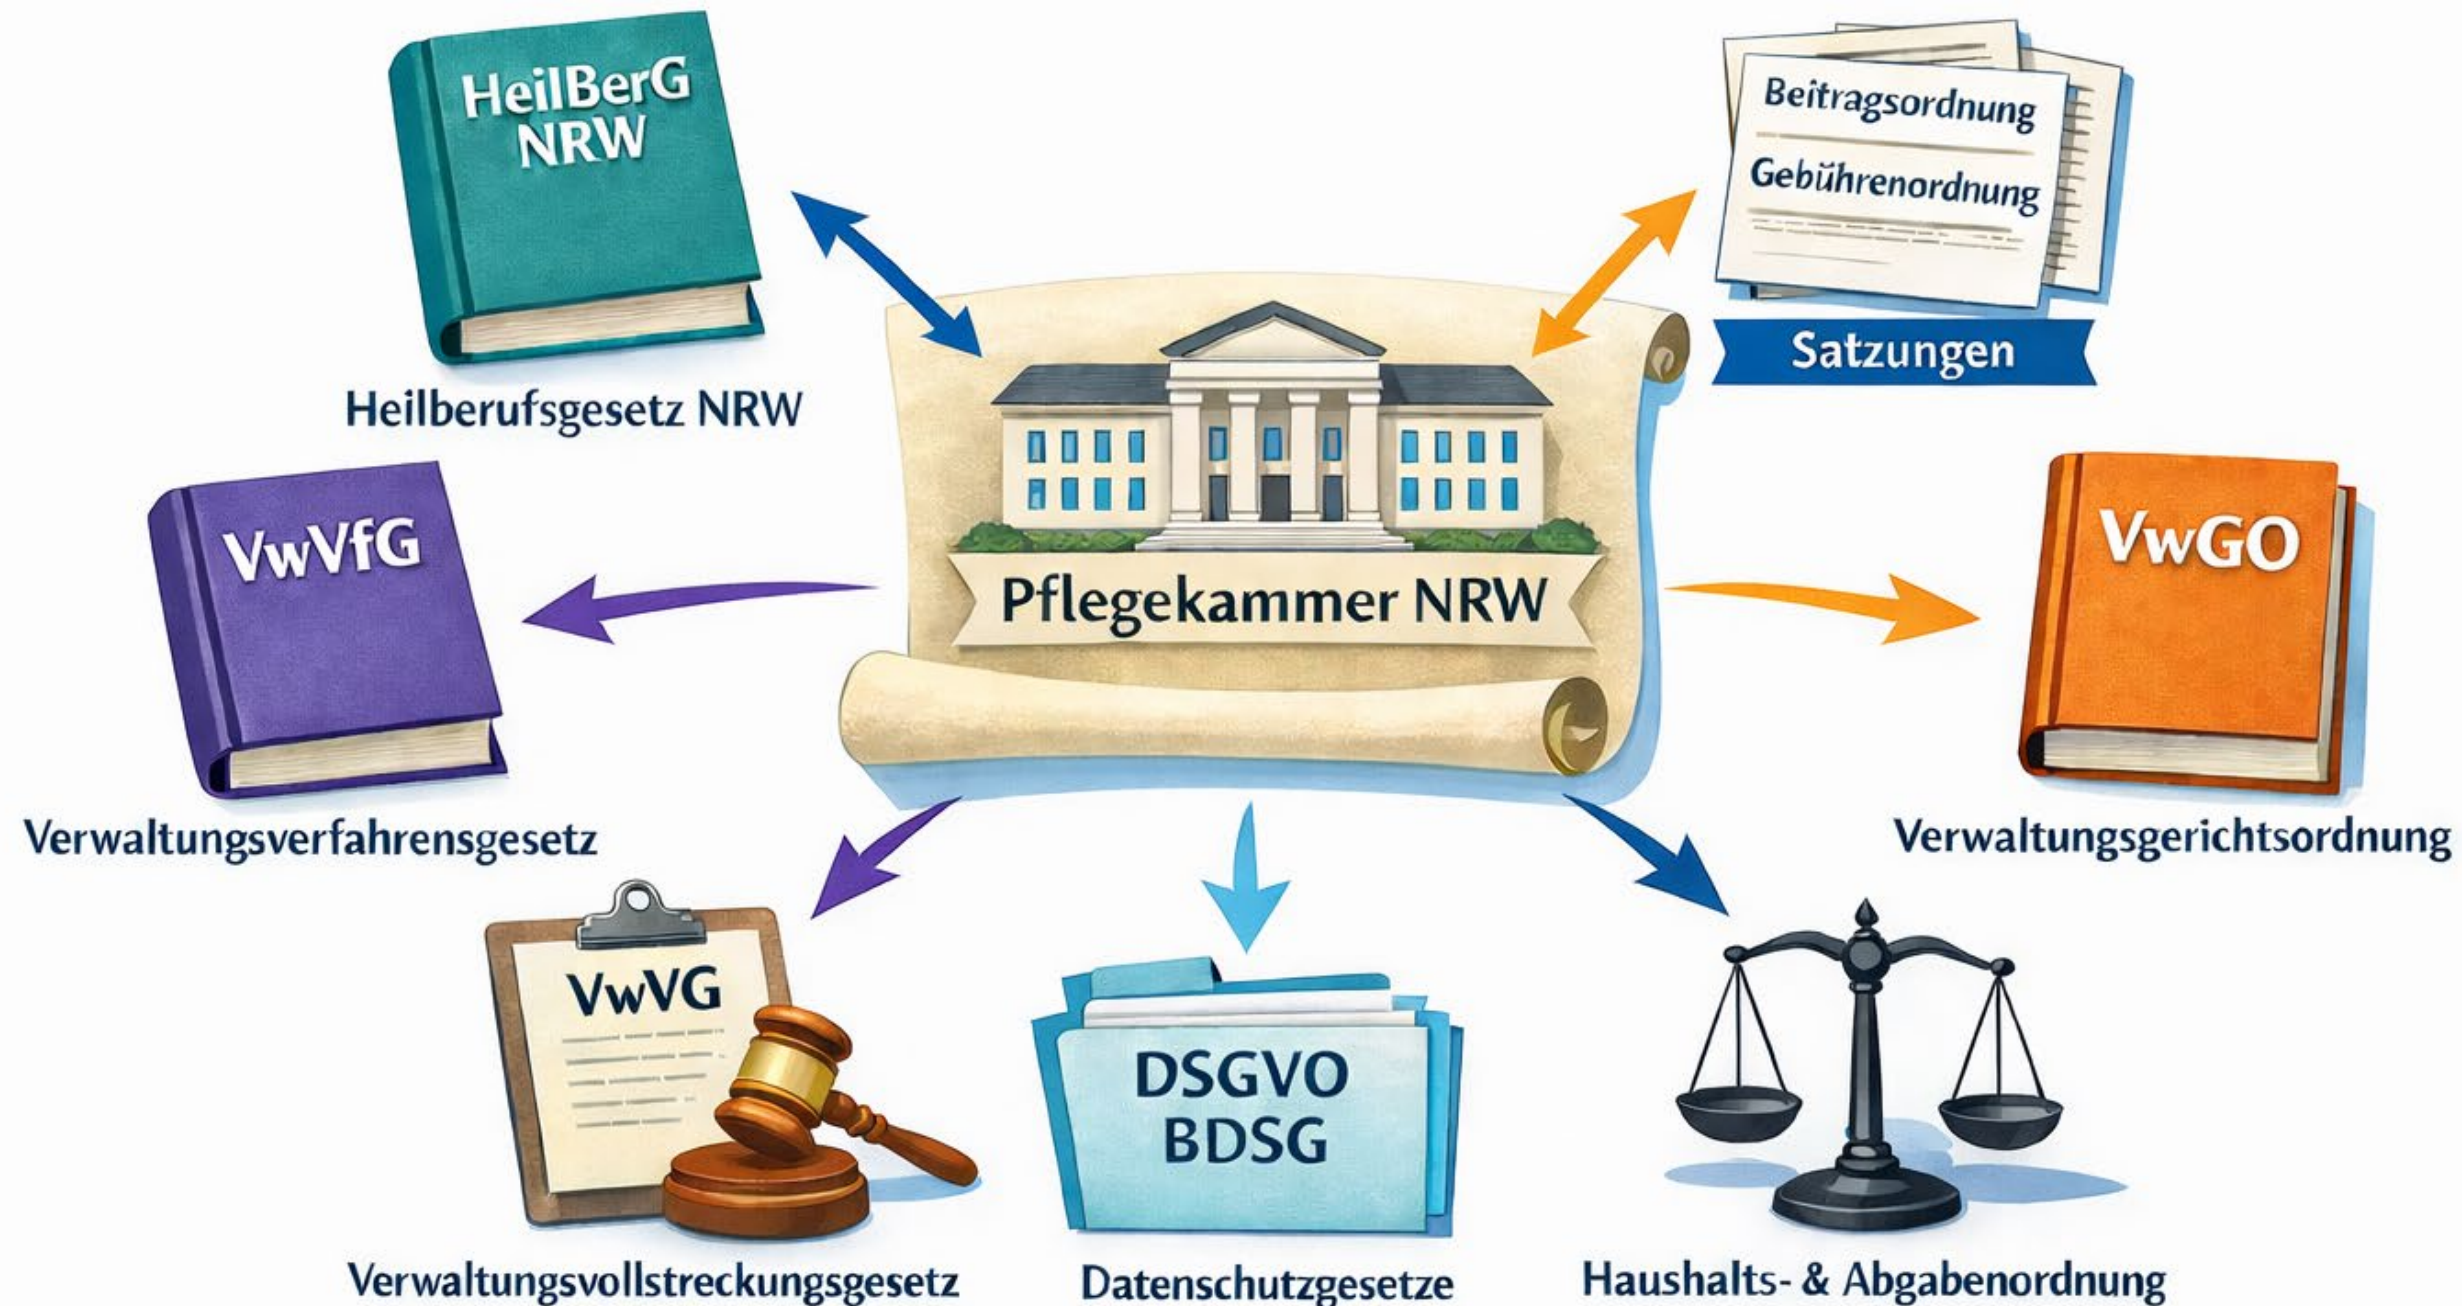 HeilBerG
NRW
Heilberufsgesetz NRW
Beitragsordnung
Gebührenordnung
Satzungen
Pflegekammer NRW
VwVfG
Verwaltungsverfahrensgesetz
VwGO
Verwaltungsgerichtsordnung
VwVG
Verwaltungsvollstreckungsgesetz
DSGVO
BDSG
Datenschutzgesetze
Haushalts- & Abgabenordnung